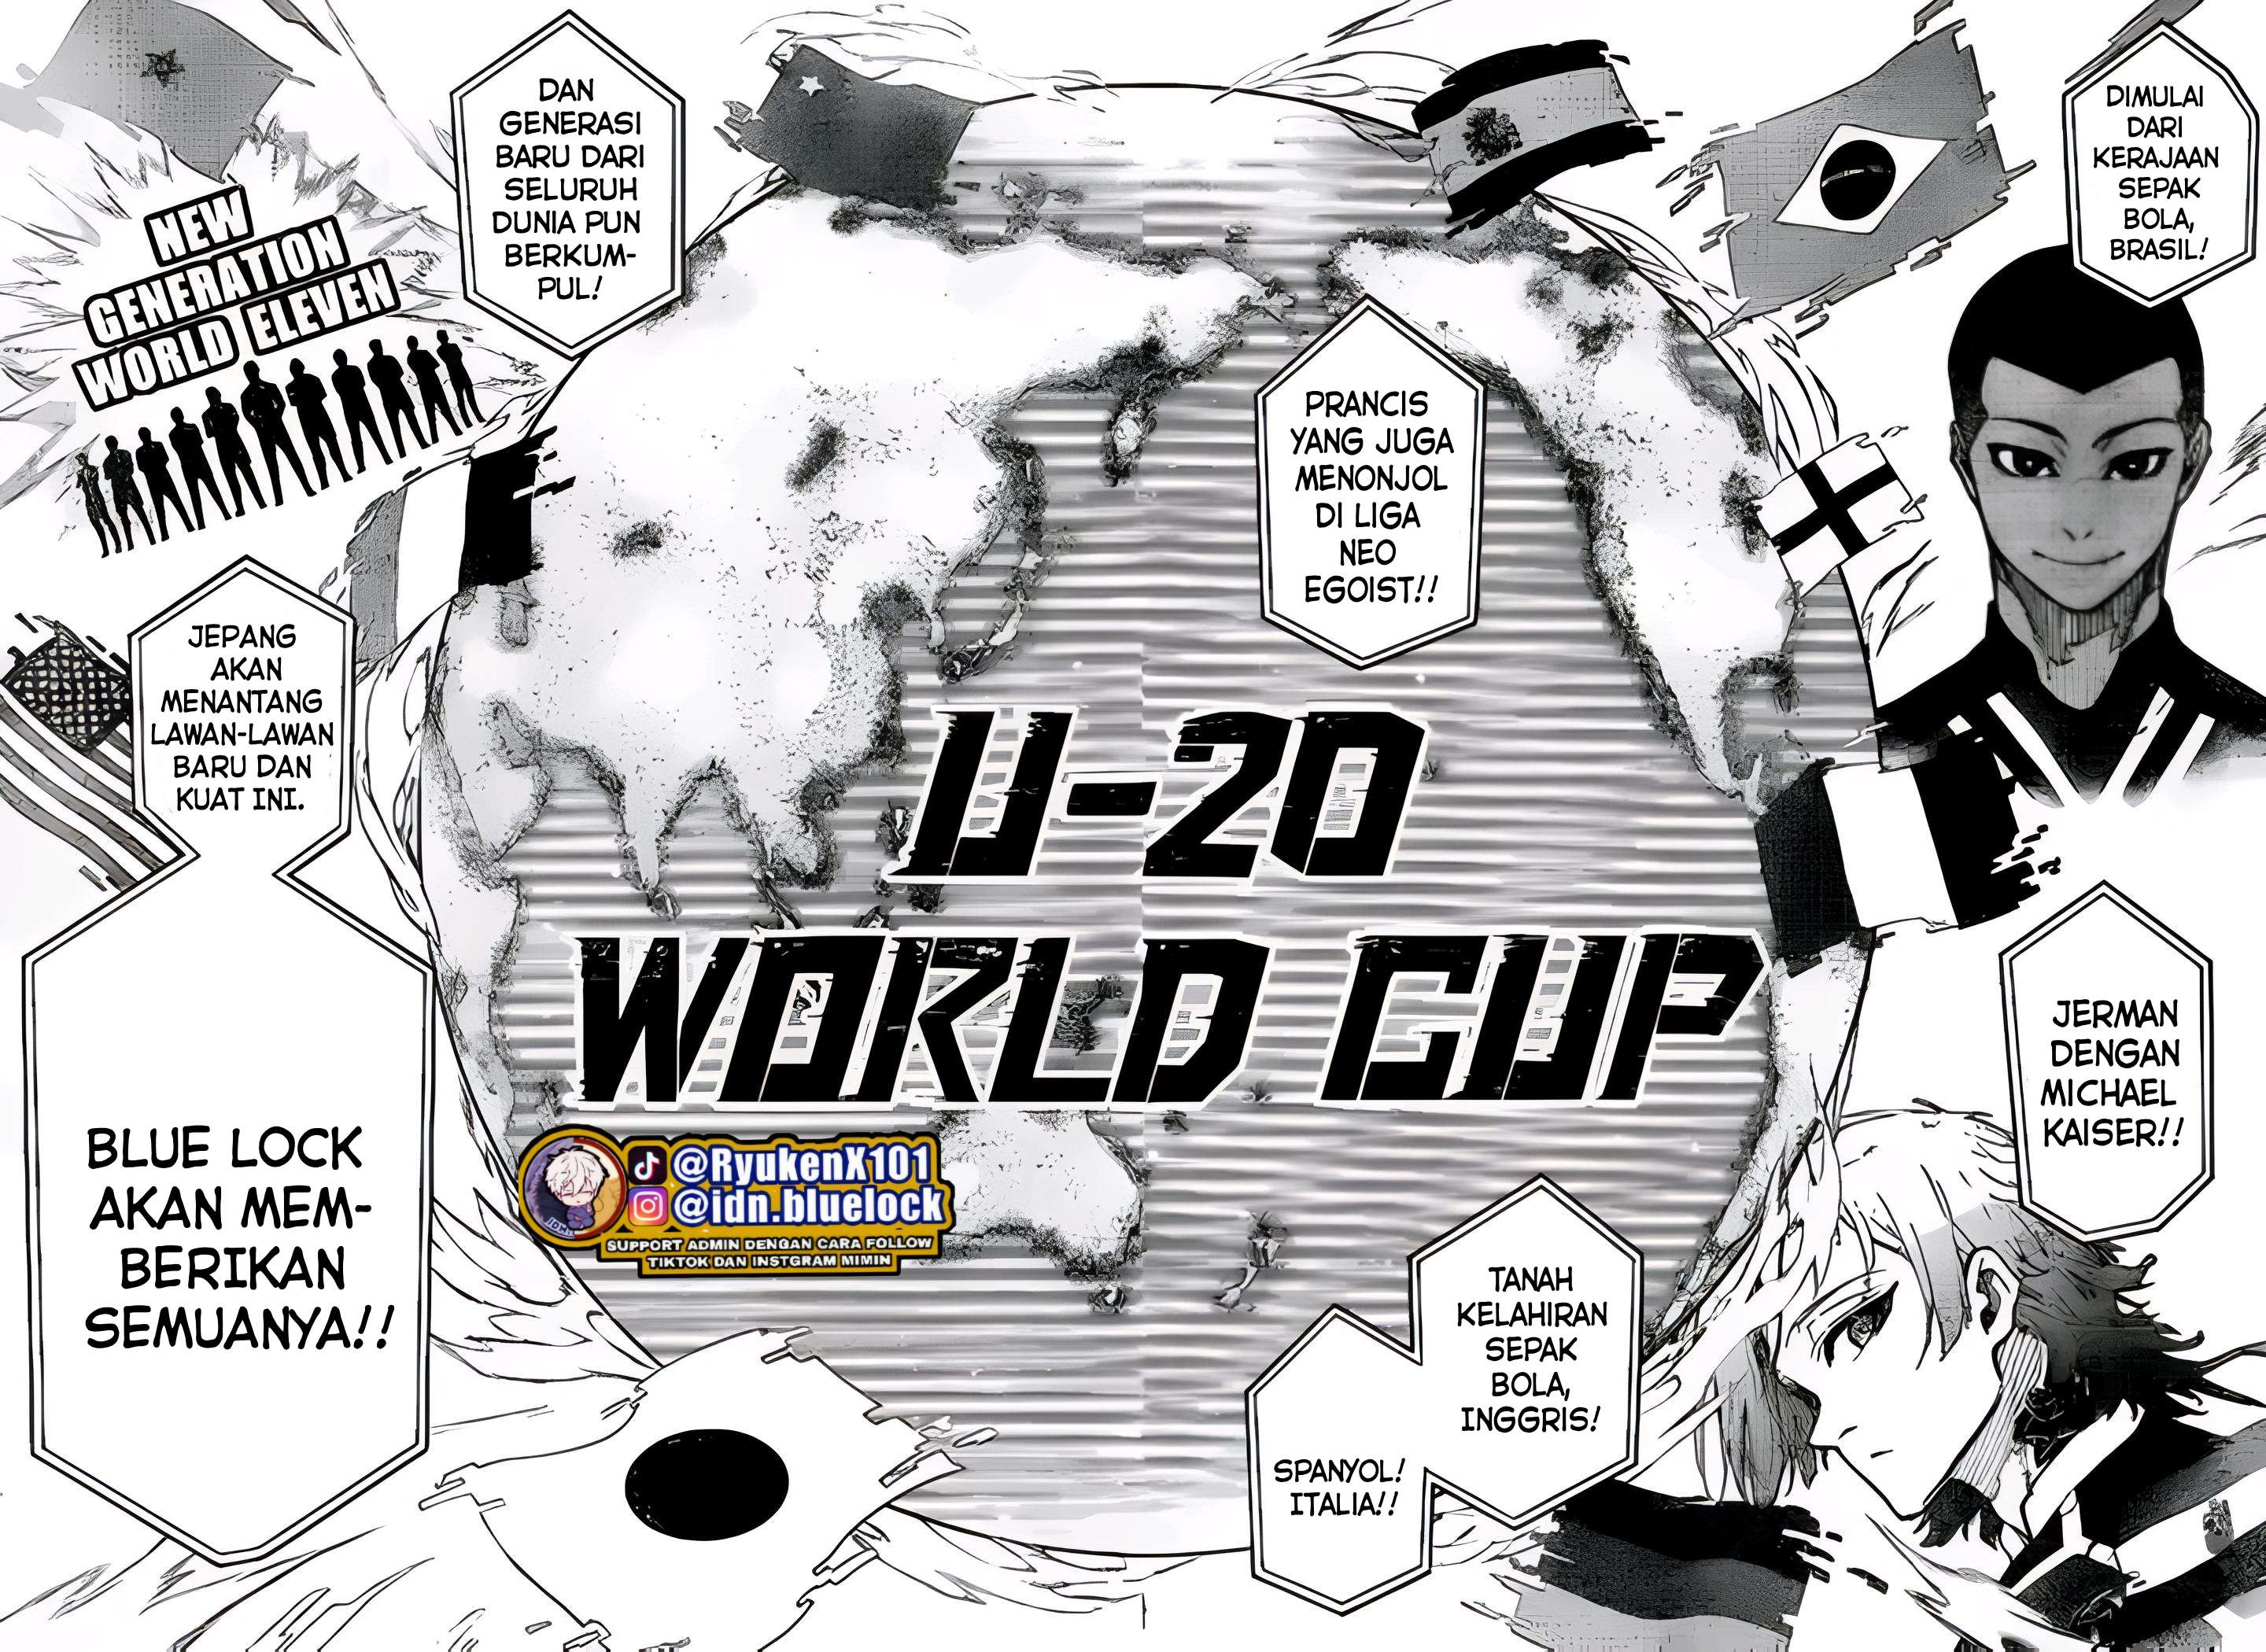 DIMULAI
DARI
KERAJAAN
SEPAK
BOLA,
BRASIL!
PRANCIS
YANG JUGA
MENONJOL
DI LIGA
NEO
EGOIST!!
JERMAN
DENGAN
MICHAEL
KAISER!!
TANAH
KELAHIRAN
SEPAK
BOLA,
INGGRIS!
SPANYOL!
ITALIA!!
U-20
WORLD CUP
DAN
GENERASI
BARU DARI
SELURUH
DUNIA PUN
BERKUM-
PUL!
NEW
GENERATION
WORLD ELEVEN
JEPANG
AKAN
MENANTANG
LAWAN-LAWAN
BARU DAN
KUAT INI.
BLUE LOCK
AKAN MEM-
BERIKAN
SEMUANYA!!
@RyukenX101
@idn.bluelock
SUPPORT ADMIN DENGAN CARA FOLLOW
TIKTOK DAN INSTGRAM MIMIN